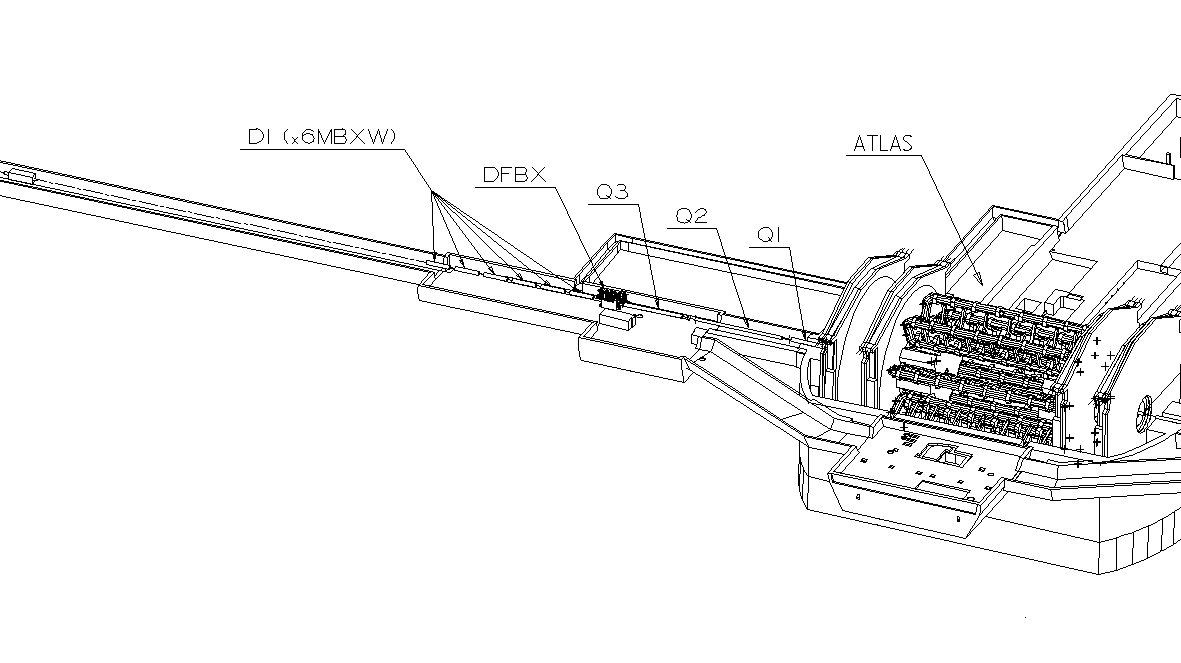 D1 (x6MBXW)
DFBX
Q3
Q2
Q1
ATLAS